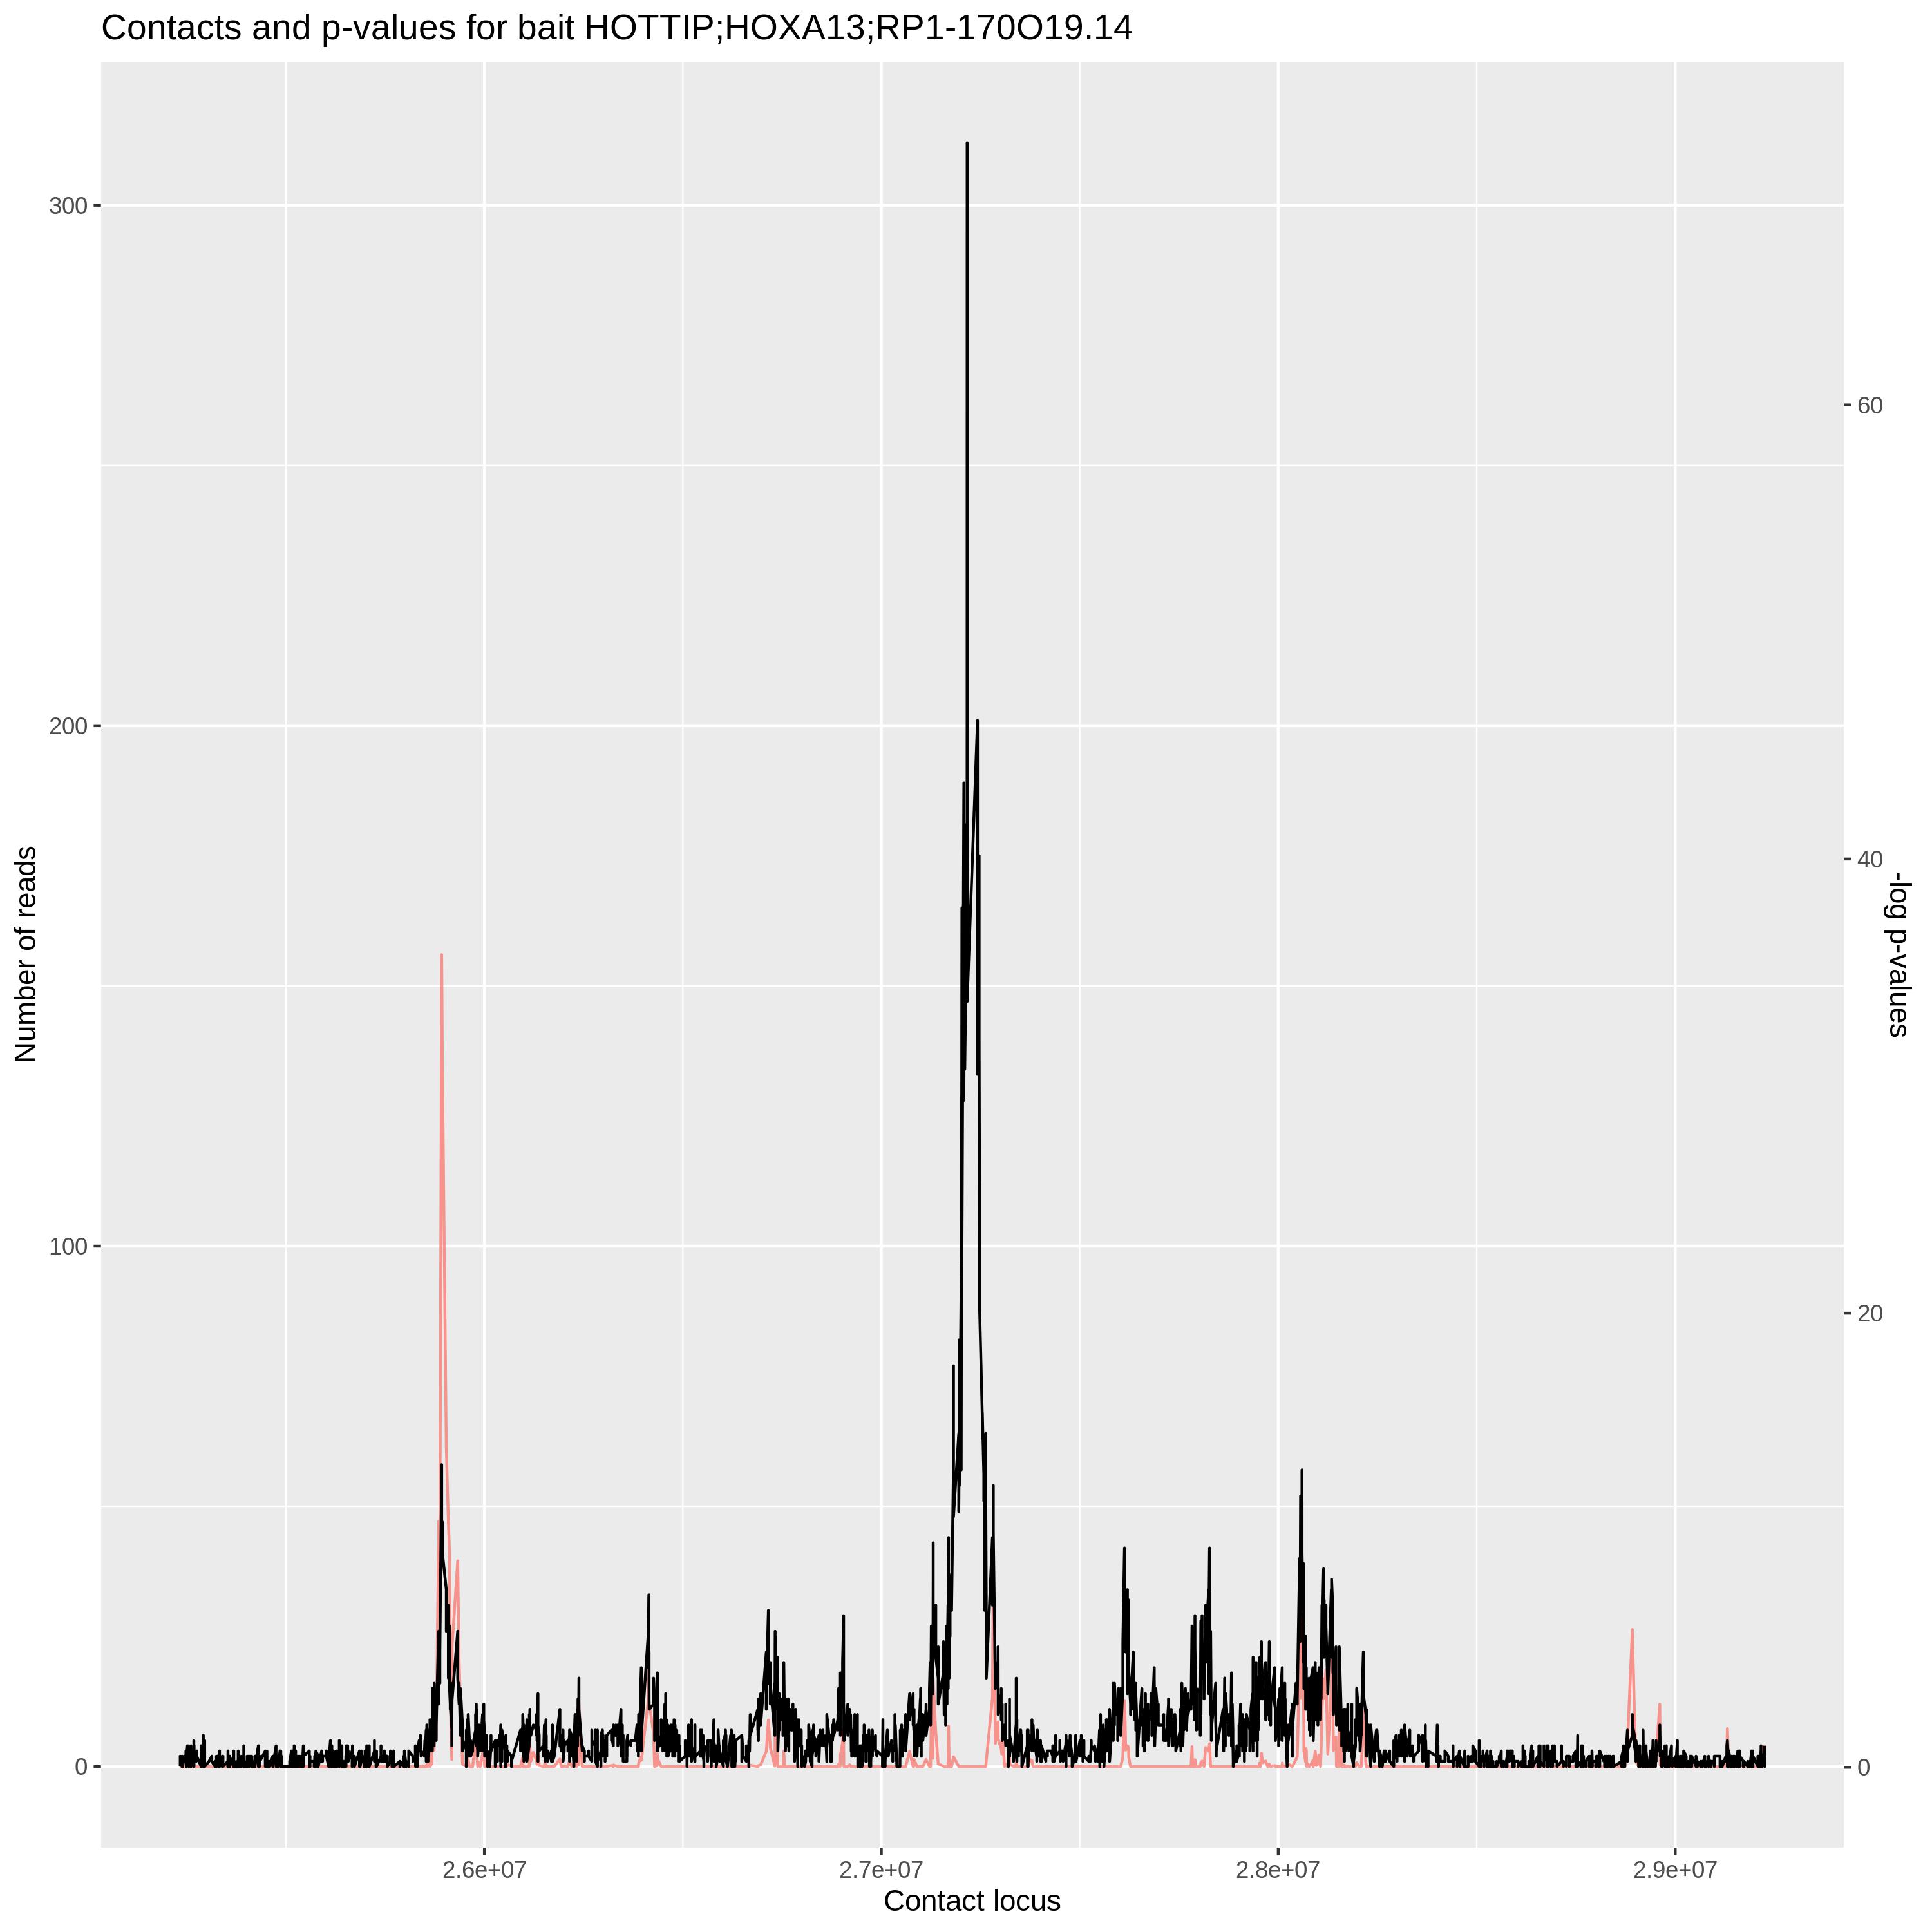 Contacts and p-values for bait HOTTIP;HOXA13;RP1-170O19.14
300
200
100
0
Number of reads
60
40
20
0
-log p-values
2.6e+07
2.7e+07
2.8e+07
2.9e+07
Contact locus